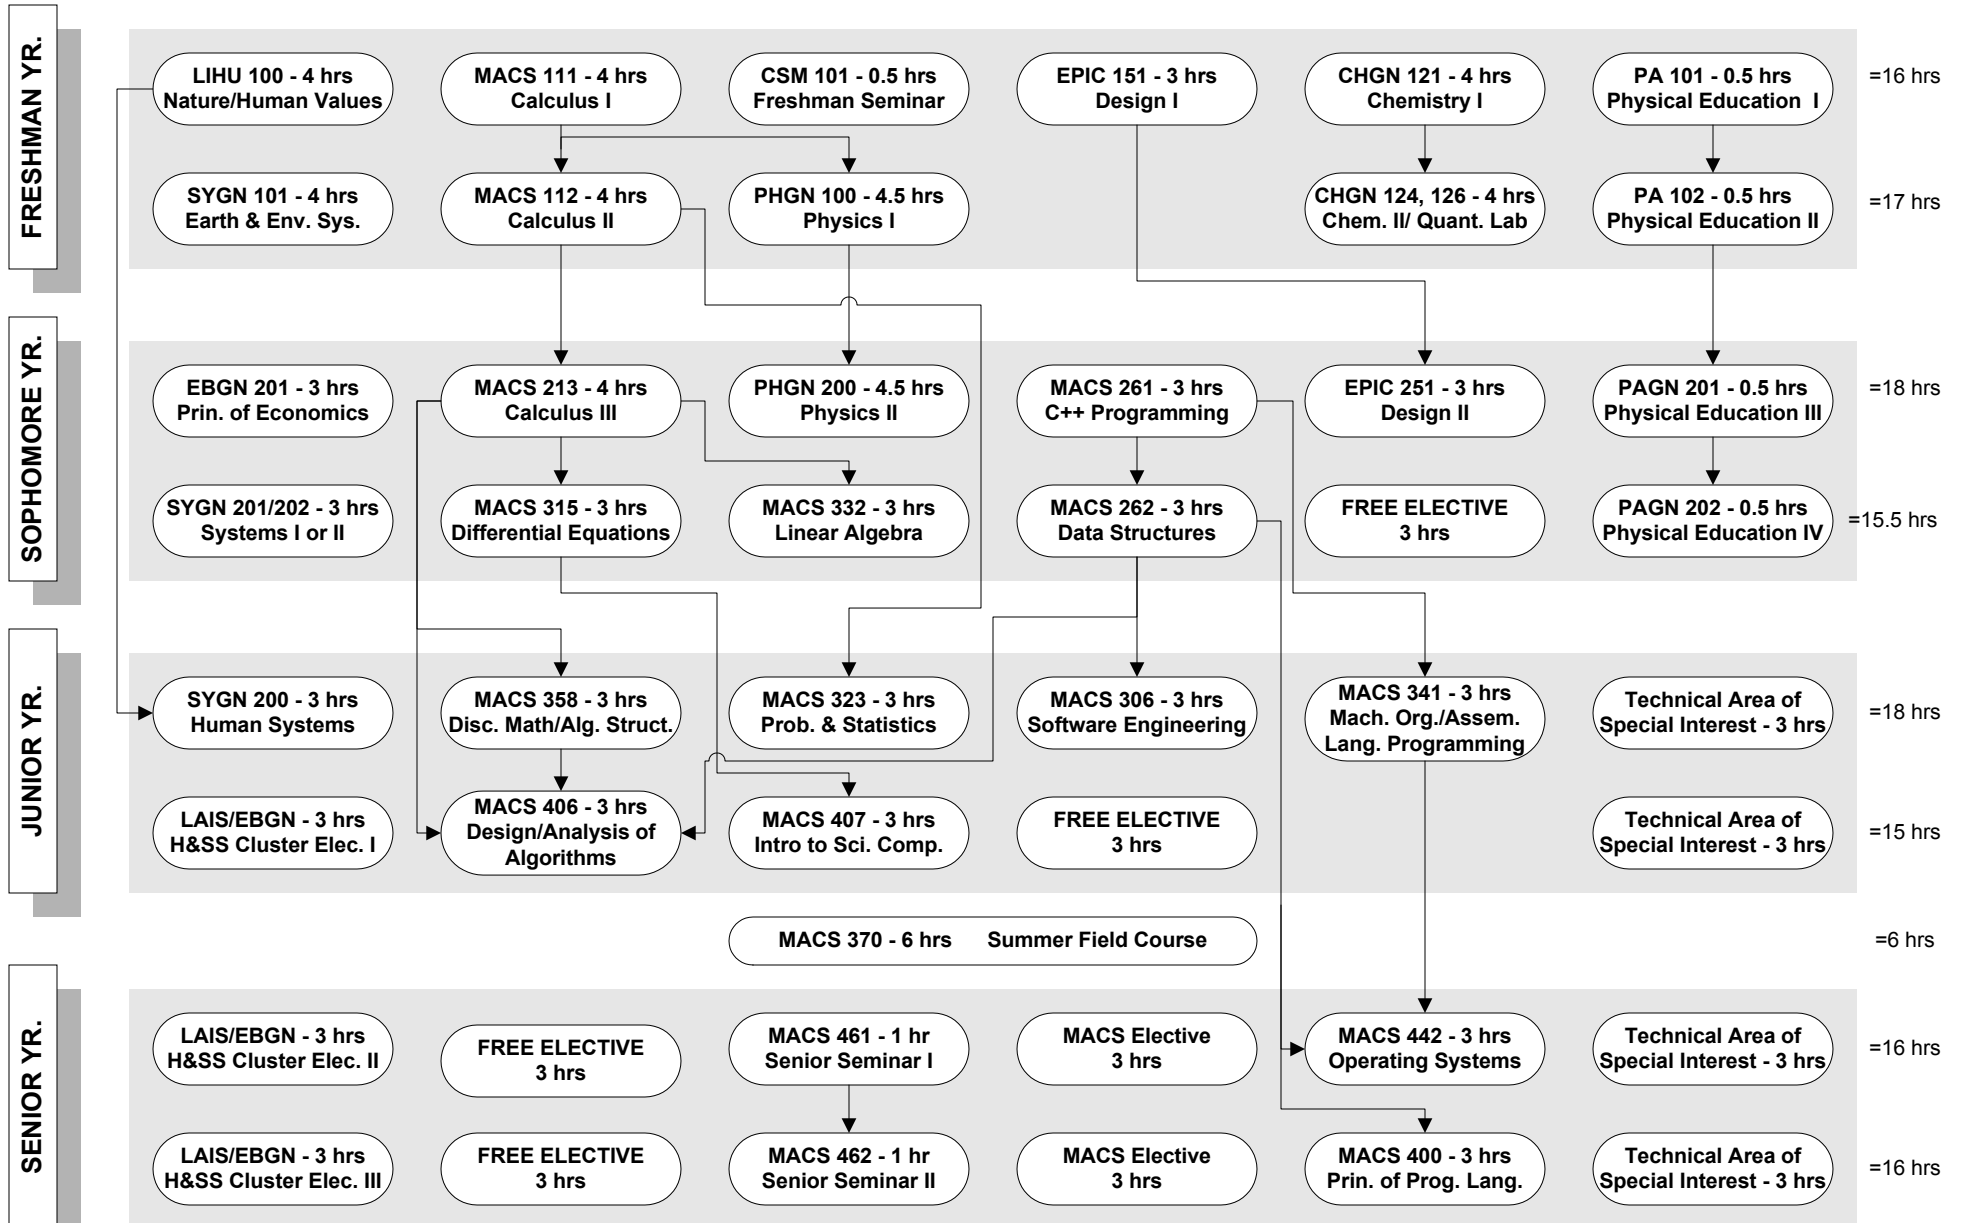 FRESHMAN YR.
LIHU 100 - 4 hrs
Nature/Human Values
MACS 111 - 4 hrs
Calculus I
CSM 101 - 0.5 hrs
Freshman Seminar
EPIC 151 - 3 hrs
Design I
CHGN 121 - 4 hrs
Chemistry I
PA 101 - 0.5 hrs
Physical Education I
=16 hrs
SYGN 101 - 4 hrs
Earth & Env. Sys.
MACS 112 - 4 hrs
Calculus II
PHGN 100 - 4.5 hrs
Physics I
CHGN 124, 126 - 4 hrs
Chem. II/ Quant. Lab
PA 102 - 0.5 hrs
Physical Education II
=17 hrs
SOPHOMORE YR.
EBGN 201 - 3 hrs
Prin. of Economics
MACS 213 - 4 hrs
Calculus III
PHGN 200 - 4.5 hrs
Physics II
MACS 261 - 3 hrs
C++ Programming
EPIC 251 - 3 hrs
Design II
PAGN 201 - 0.5 hrs
Physical Education III
=18 hrs
SYGN 201/202 - 3 hrs
Systems I or II
MACS 315 - 3 hrs
Differential Equations
MACS 332 - 3 hrs
Linear Algebra
MACS 262 - 3 hrs
Data Structures
FREE ELECTIVE
3 hrs
PAGN 202 - 0.5 hrs
Physical Education IV
=15.5 hrs
JUNIOR YR.
SYGN 200 - 3 hrs
Human Systems
MACS 358 - 3 hrs
Disc. Math/Alg. Struct.
MACS 323 - 3 hrs
Prob. & Statistics
MACS 306 - 3 hrs
Software Engineering
MACS 341 - 3 hrs
Mach. Org./Assem.
Lang. Programming
Technical Area of
Special Interest - 3 hrs
=18 hrs
LAIS/EBGN - 3 hrs
H&SS Cluster Elec. I
MACS 406 - 3 hrs
Design/Analysis of
Algorithms
MACS 407 - 3 hrs
Intro to Sci. Comp.
FREE ELECTIVE
3 hrs
Technical Area of
Special Interest - 3 hrs
=15 hrs
MACS 370 - 6 hrs Summer Field Course
=6 hrs
SENIOR YR.
LAIS/EBGN - 3 hrs
H&SS Cluster Elec. II
FREE ELECTIVE
3 hrs
MACS 461 - 1 hr
Senior Seminar I
MACS Elective
3 hrs
MACS 442 - 3 hrs
Operating Systems
Technical Area of
Special Interest - 3 hrs
=16 hrs
LAIS/EBGN - 3 hrs
H&SS Cluster Elec. III
FREE ELECTIVE
3 hrs
MACS 462 - 1 hr
Senior Seminar II
MACS Elective
3 hrs
MACS 400 - 3 hrs
Prin. of Prog. Lang.
Technical Area of
Special Interest - 3 hrs
=16 hrs